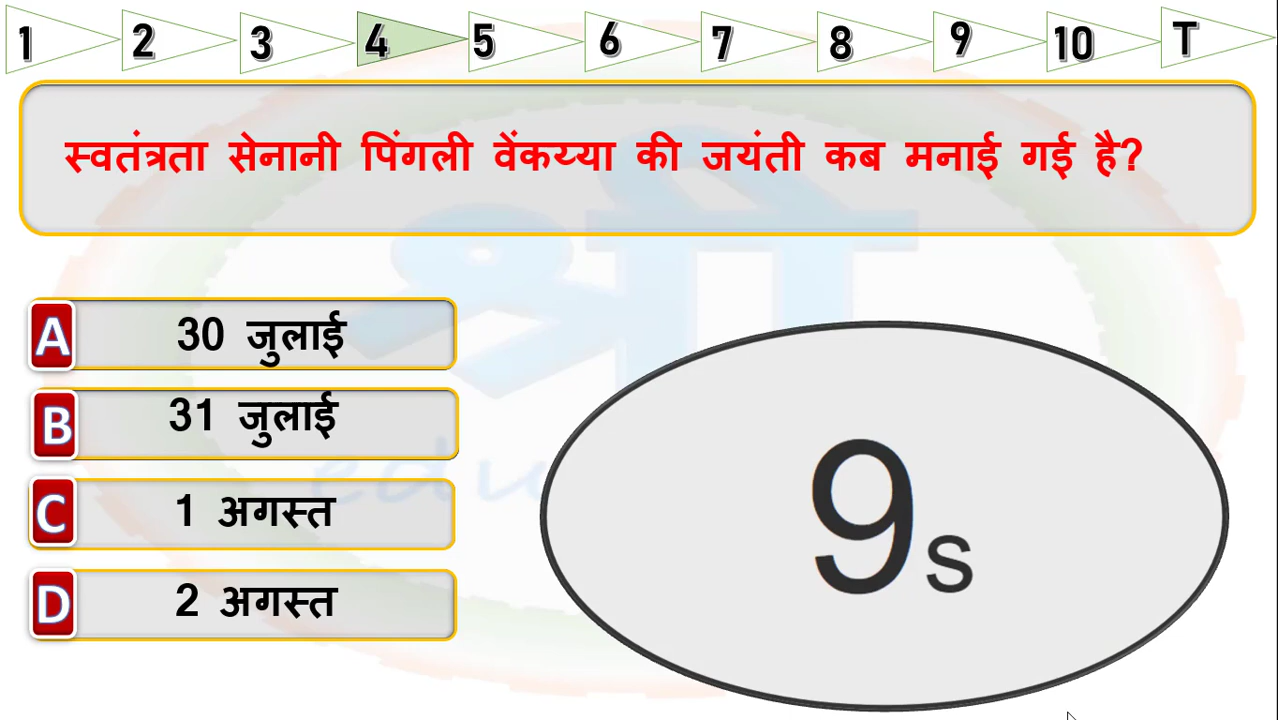 1 2 3 4 5 6 7 8 9 10 T
स्वतंत्रता सेनानी पिंगली वेंकय्या की जयंती कब मनाई गई है?
A 30 जुलाई
B 31 जुलाई
C 1 अगस्त
D 2 अगस्त
9s
श्री